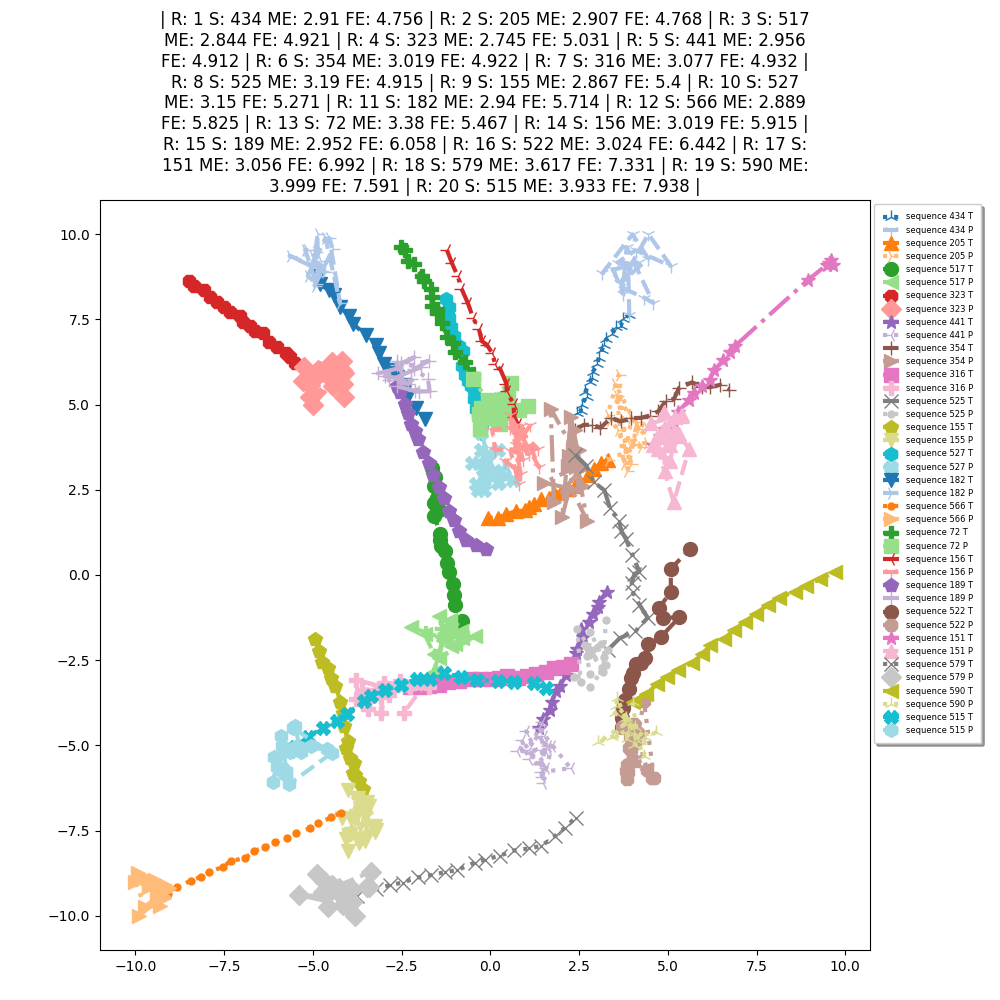 | R: 1 S: 434 ME: 2.91 FE: 4.756 | R: 2 S: 205 ME: 2.907 FE: 4.768 | R: 3 S: 517
ME: 2.844 FE: 4.921 | R: 4 S: 323 ME: 2.745 FE: 5.031 | R: 5 S: 441 ME: 2.956
FE: 4.912 | R: 6 S: 354 ME: 3.019 FE: 4.922 | R: 7 S: 316 ME: 3.077 FE: 4.932 |
R: 8 S: 525 ME: 3.19 FE: 4.915 | R: 9 S: 155 ME: 2.867 FE: 5.4 | R: 10 S: 527
ME: 3.15 FE: 5.271 | R: 11 S: 182 ME: 2.94 FE: 5.714 | R: 12 S: 566 ME: 2.889
FE: 5.825 | R: 13 S: 72 ME: 3.38 FE: 5.467 | R: 14 S: 156 ME: 3.019 FE: 5.915 |
R: 15 S: 189 ME: 2.952 FE: 6.058 | R: 16 S: 522 ME: 3.024 FE: 6.442 | R: 17 S:
151 ME: 3.056 FE: 6.992 | R: 18 S: 579 ME: 3.617 FE: 7.331 | R: 19 S: 590 ME:
3.999 FE: 7.591 | R: 20 S: 515 ME: 3.933 FE: 7.938 |
10.0
7.5
5.0
2.5
0.0
−2.5
−5.0
−7.5
−10.0
−10.0
−7.5
−5.0
−2.5
0.0
2.5
5.0
7.5
10.0
sequence 434 T
sequence 434 P
sequence 205 T
sequence 205 P
sequence 517 T
sequence 517 P
sequence 323 T
sequence 323 P
sequence 441 T
sequence 441 P
sequence 354 T
sequence 354 P
sequence 316 T
sequence 316 P
sequence 525 T
sequence 525 P
sequence 155 T
sequence 155 P
sequence 527 T
sequence 527 P
sequence 182 T
sequence 182 P
sequence 566 T
sequence 566 P
sequence 72 T
sequence 72 P
sequence 156 T
sequence 156 P
sequence 189 T
sequence 189 P
sequence 522 T
sequence 522 P
sequence 151 T
sequence 151 P
sequence 579 T
sequence 579 P
sequence 590 T
sequence 590 P
sequence 515 T
sequence 515 P